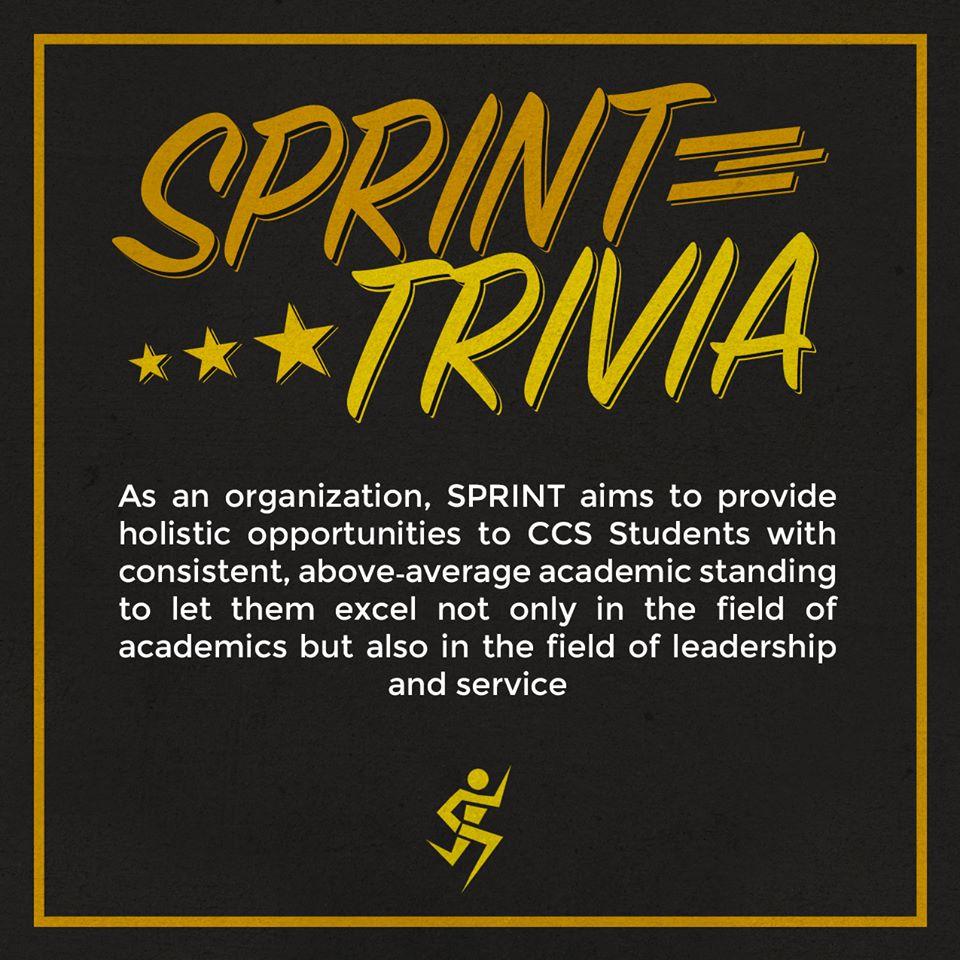 SPRINT
TRIVIA
As an organization, SPRINT aims to provide
holistic opportunities to CCS Students with
consistent, above-average academic standing
to let them excel not only in the field of
academics but also in the field of leadership
and service